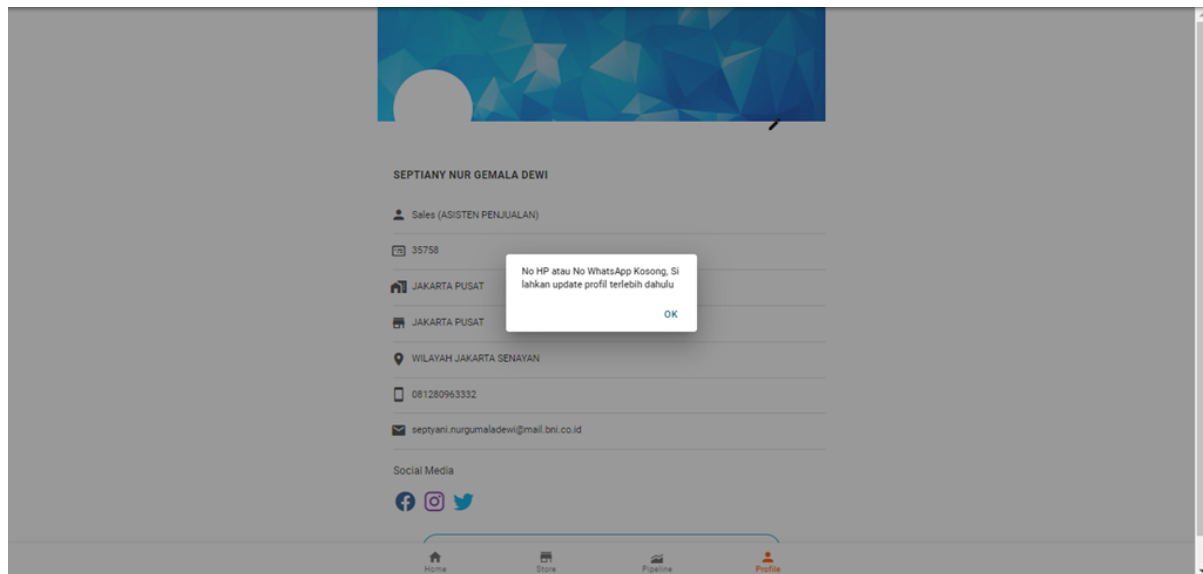 SEPTIANY NUR GEMALA DEWI
Sales (ASISTEN PENJUALAN)
35758
JAKARTA PUSAT
JAKARTA PUSAT
WILAYAH JAKARTA SENAYAN
081280963332
septyani.nurgumaladewi@mail.bni.co.id
Social Media
No HP atau No WhatsApp Kosong, Si
lahkan update profil terlebih dahulu
OK
Home
Store
Pipeline
Profile